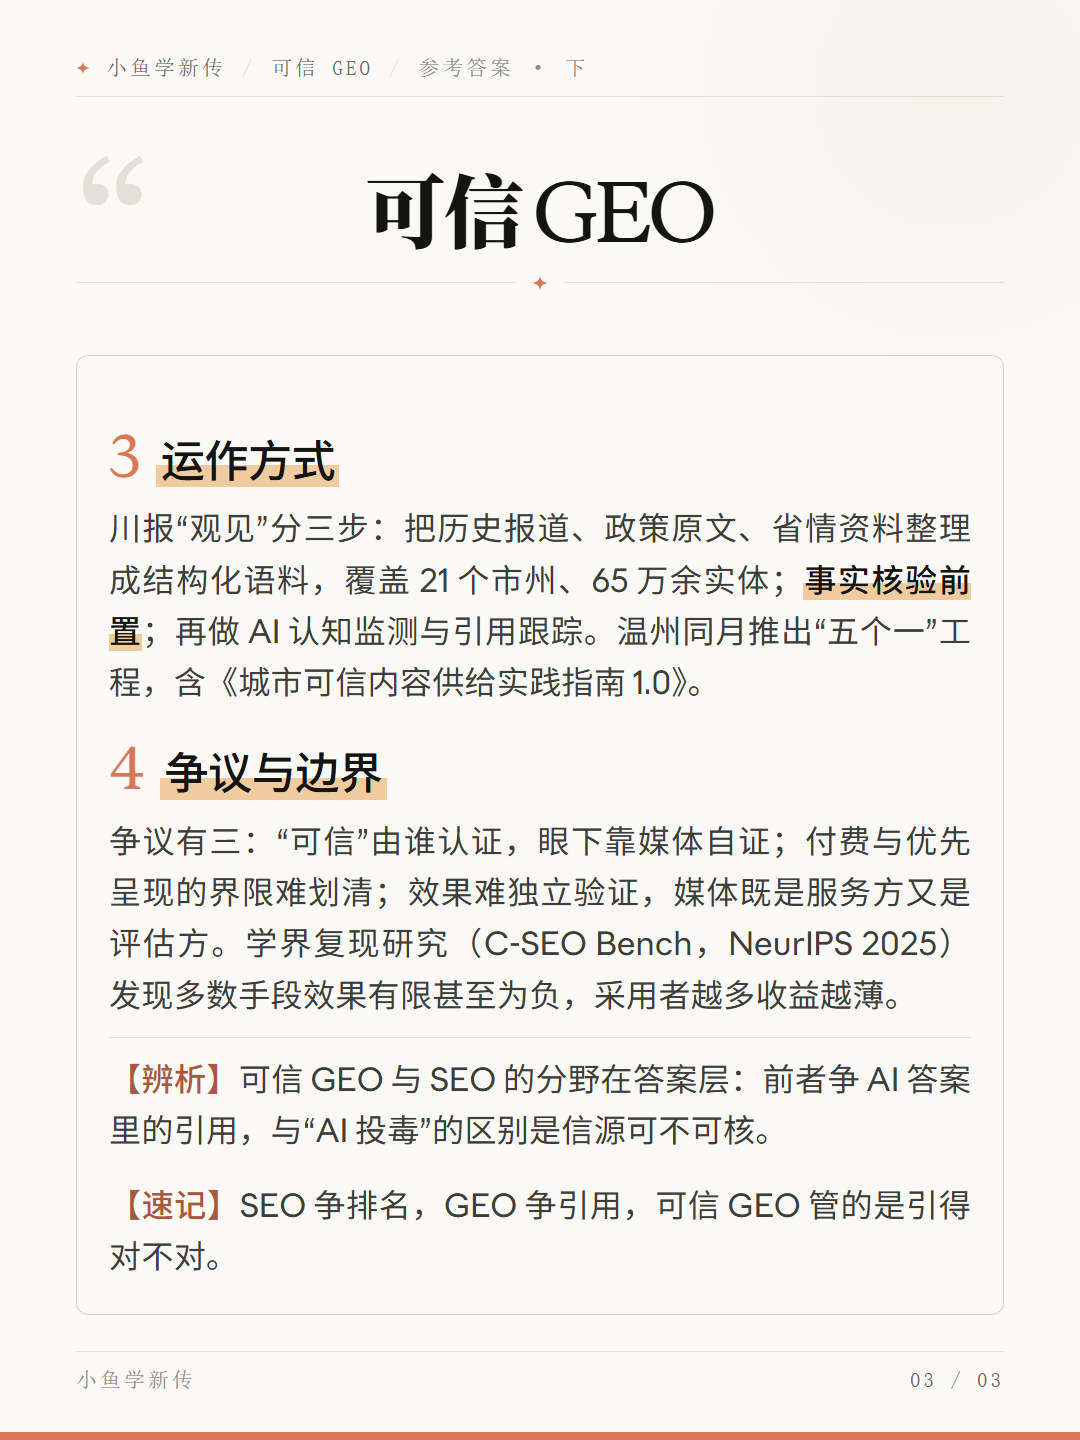 小鱼学新传 / 可信 GEO / 参考答案 • 下
“
可信 GEO
3 运作方式
川报“观见”分三步：把历史报道、政策原文、省情资料整理
成结构化语料，覆盖 21 个市州、65 万余实体；事实核验前
置；再做 AI 认知监测与引用跟踪。温州同月推出“五个一”工
程，含《城市可信内容供给实践指南 1.0》。
4 争议与边界
争议有三：“可信”由谁认证，眼下靠媒体自证；付费与优先
呈现的界限难划清；效果难独立验证，媒体既是服务方又是
评估方。学界复现研究（C-SEO Bench，NeurIPS 2025）
发现多数手段效果有限甚至为负，采用者越多收益越薄。
【辨析】可信 GEO 与 SEO 的分野在答案层：前者争 AI 答案
里的引用，与“AI 投毒”的区别是信源可不可核。
【速记】SEO 争排名，GEO 争引用，可信 GEO 管的是引得
对不对。
小鱼学新传
03 / 03